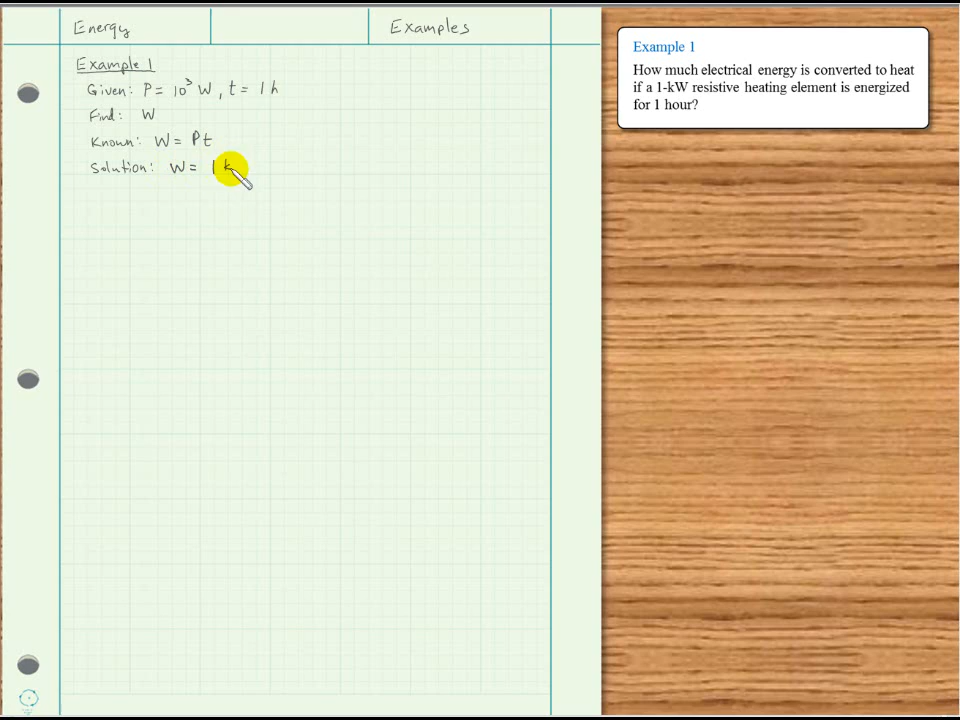 Energy
Examples
Example 1
Given: P = 10³ W, t = 1 h
Find: W
Known: W = Pt
Solution: W = 1 k
Example 1
How much electrical energy is converted to heat
if a 1-kW resistive heating element is energized
for 1 hour?